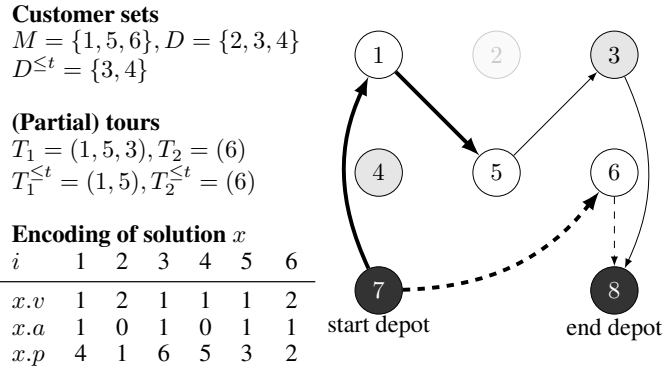 Customer sets
M = {1, 5, 6}, D = {2, 3, 4}
D^{≤t} = {3, 4}
(Partial) tours
T_1 = (1, 5, 3), T_2 = (6)
T_1^{≤t} = (1, 5), T_2^{≤t} = (6)
Encoding of solution x
i 1 2 3 4 5 6
x.v 1 2 1 1 1 2
x.a 1 0 1 0 1 1
x.p 4 1 6 5 3 2
1 2 3
4 5 6
7 8
start depot end depot